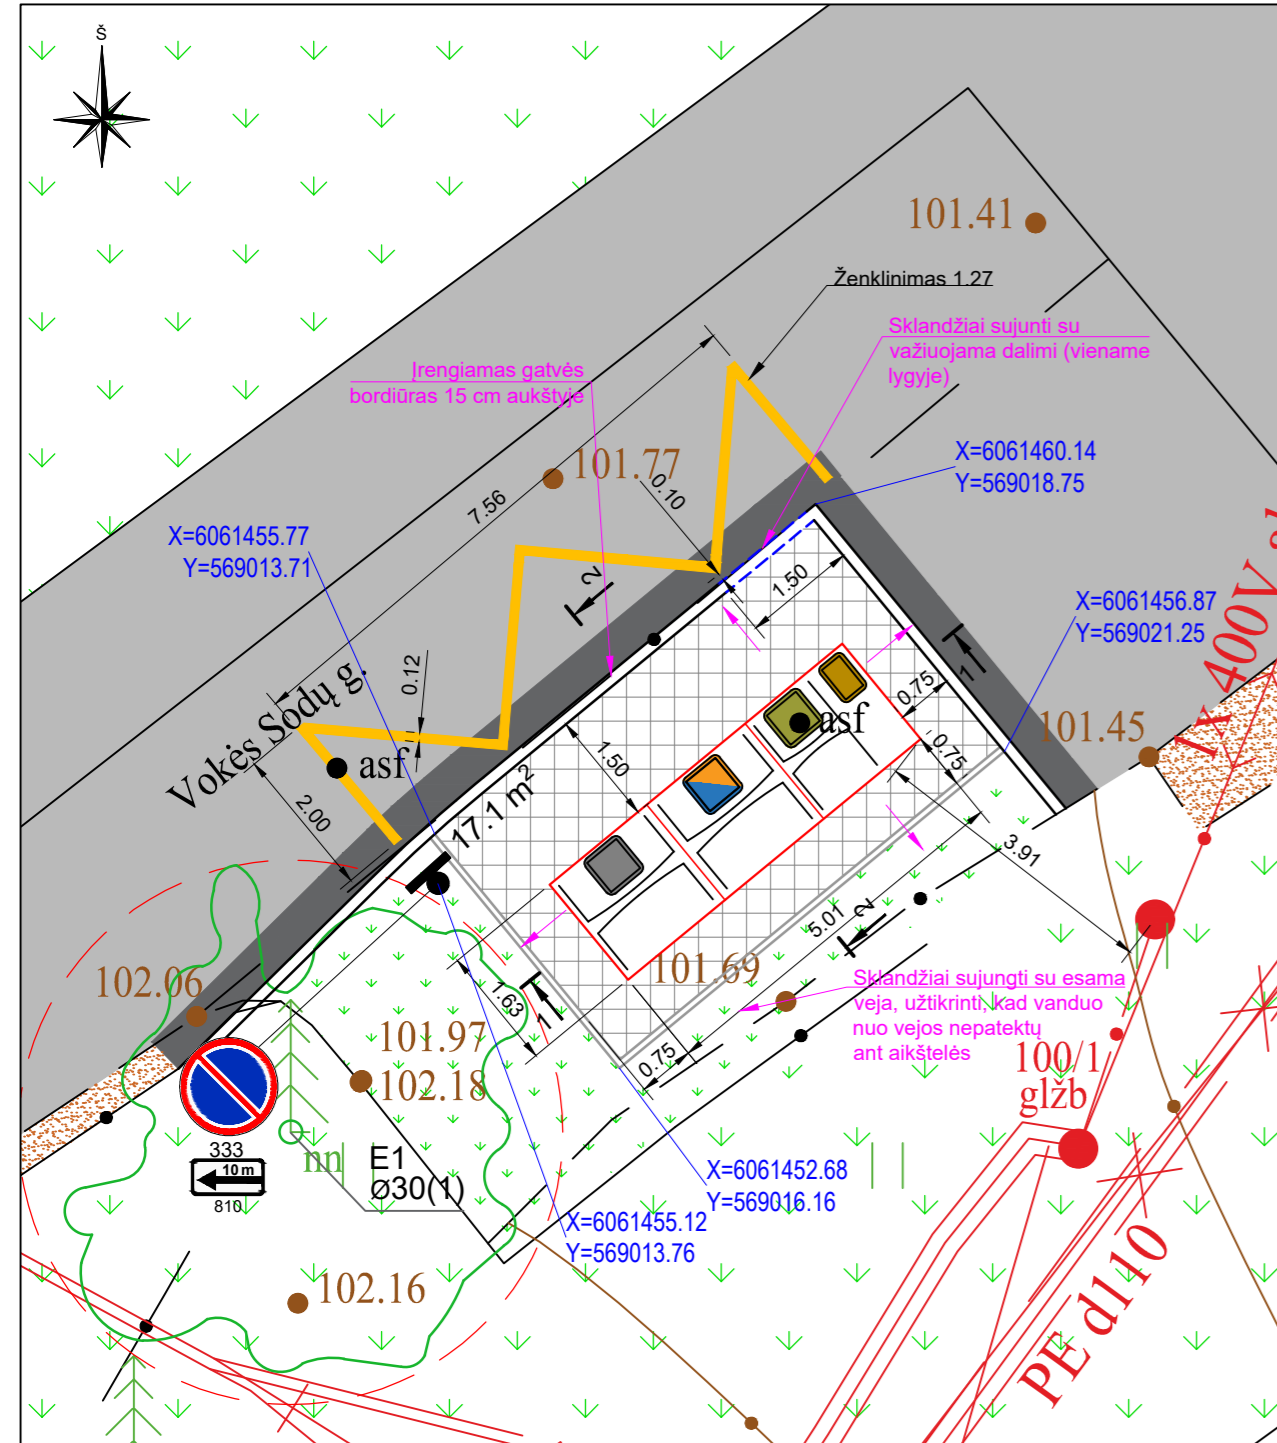 Š
101.41
Ženklinimas 1.27
Sklandžiai sujunti su
važiuojama dalimi (viename
lygyje)
Įrengiamas gatvės
bordiūras 15 cm aukštyje
101.77
0.10
7.56
X=6061460.14
Y=569018.75
X=6061455.77
Y=569013.71
2
1.50
X=6061456.87
Y=569021.25
1
1x 400V
0.12
Vokės Sodų g.
asf
2.00
17.1 m²
1.50
asf
0.75
0.75
101.45
3.91
5.01
2
101.69
Sklandžiai sujungti su esama
veja, užtikrinti, kad vanduo
nuo vejos nepatektų
ant aikštelės
102.06
1.63
1
0.75
101.97
102.18
100/1
glžb
333
10 m
810
nn
E1
Ø30(1)
X=6061452.68
Y=569016.16
X=6061455.12
Y=569013.76
102.16
PE d110